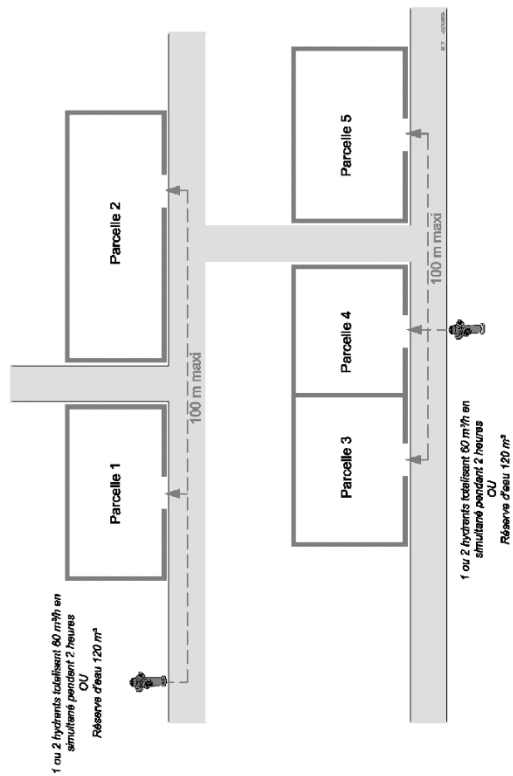 Parcelle 1
Parcelle 2
100 m maxi
1 ou 2 hydrants totalisant 60 m³/h en
simultané pendant 2 heures
OU
Réserve d'eau 120 m³
Parcelle 3
Parcelle 4
Parcelle 5
100 m maxi
1 ou 2 hydrants totalisant 60 m³/h en
simultané pendant 2 heures
OU
Réserve d'eau 120 m³